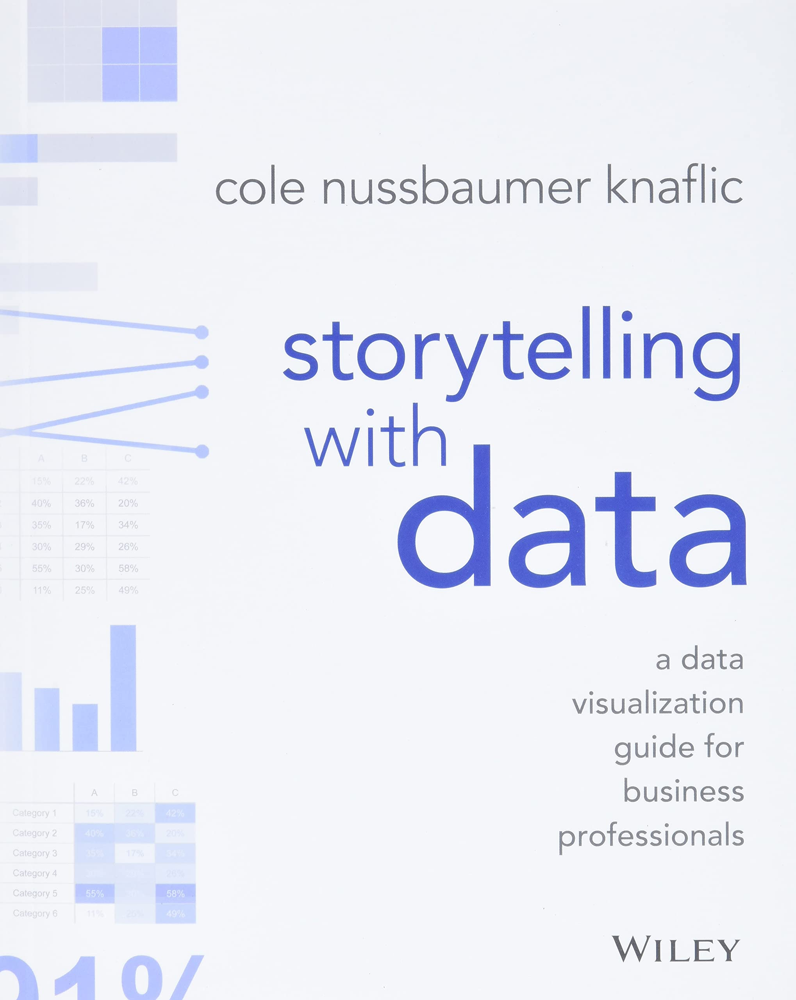 cole nussbaumer knaflic
storytelling
with
data
a data
visualization
guide for
business
professionals
WILEY
A B C
15% 22% 42%
40% 36% 20%
35% 17% 34%
30% 29% 26%
55% 30% 58%
11% 25% 49%
A B C
Category 1 15% 22% 42%
Category 2 40% 36% 20%
Category 3 35% 17% 34%
Category 4 26%
Category 5 55% 58%
Category 6 11% 25% 49%
91%